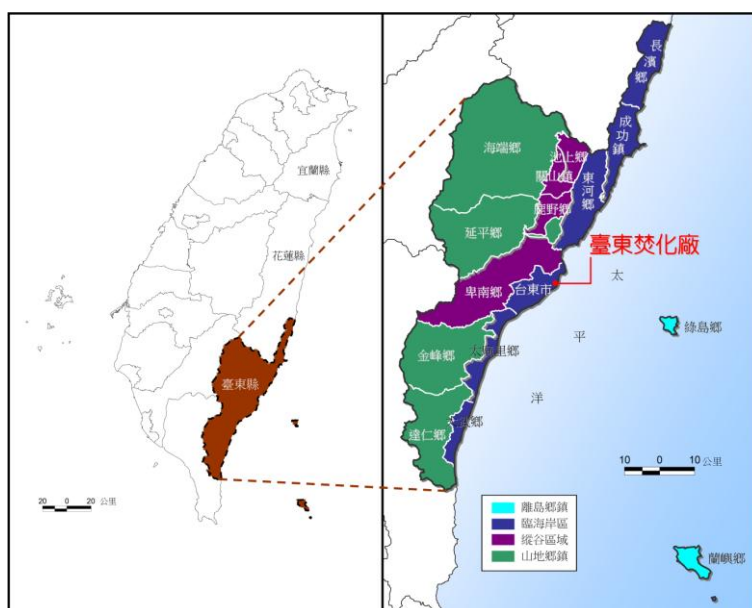 宜蘭縣
花蓮縣
臺東縣
20 0 20 公里
長濱鄉
成功鎮
海端鄉
池上鄉
關山鎮
東河鄉
鹿野鄉
延平鄉
臺東焚化廠
卑南鄉
台東市
太平洋
綠島鄉
金峰鄉
太麻里鄉
達仁鄉
10 0 10 公里
離島鄉鎮
臨海岸區
縱谷區域
山地鄉鎮
蘭嶼鄉